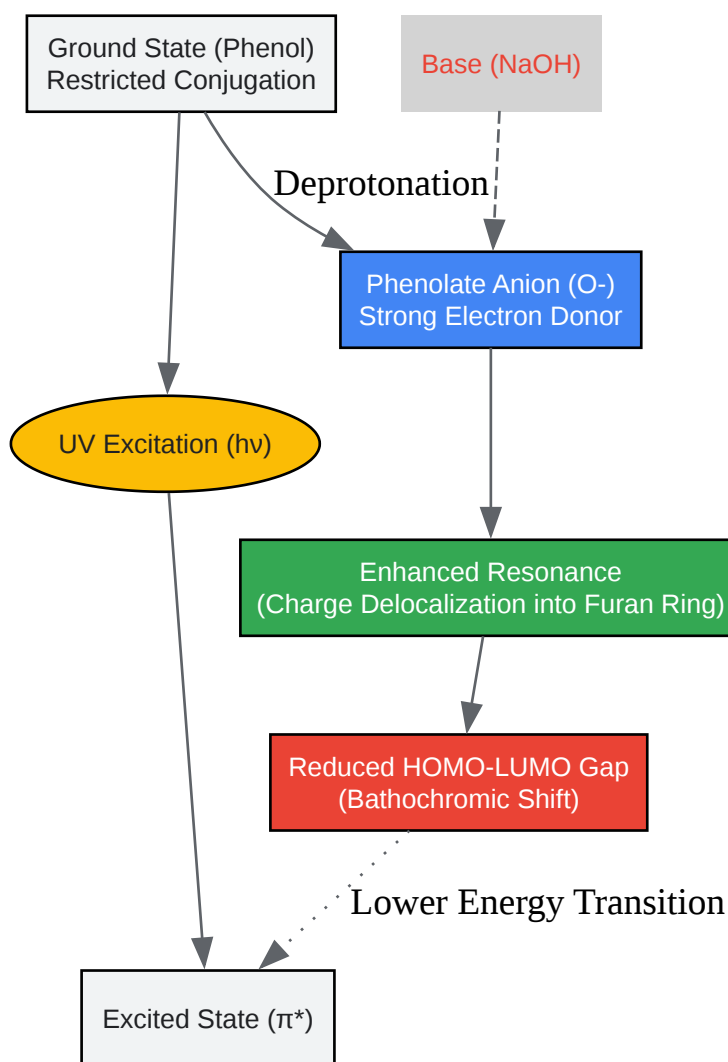 Ground State (Phenol)
Restricted Conjugation
Base (NaOH)
Deprotonation
Phenolate Anion (O-)
Strong Electron Donor
UV Excitation (hν)
Enhanced Resonance
(Charge Delocalization into Furan Ring)
Reduced HOMO-LUMO Gap
(Bathochromic Shift)
Lower Energy Transition
Excited State (π*)